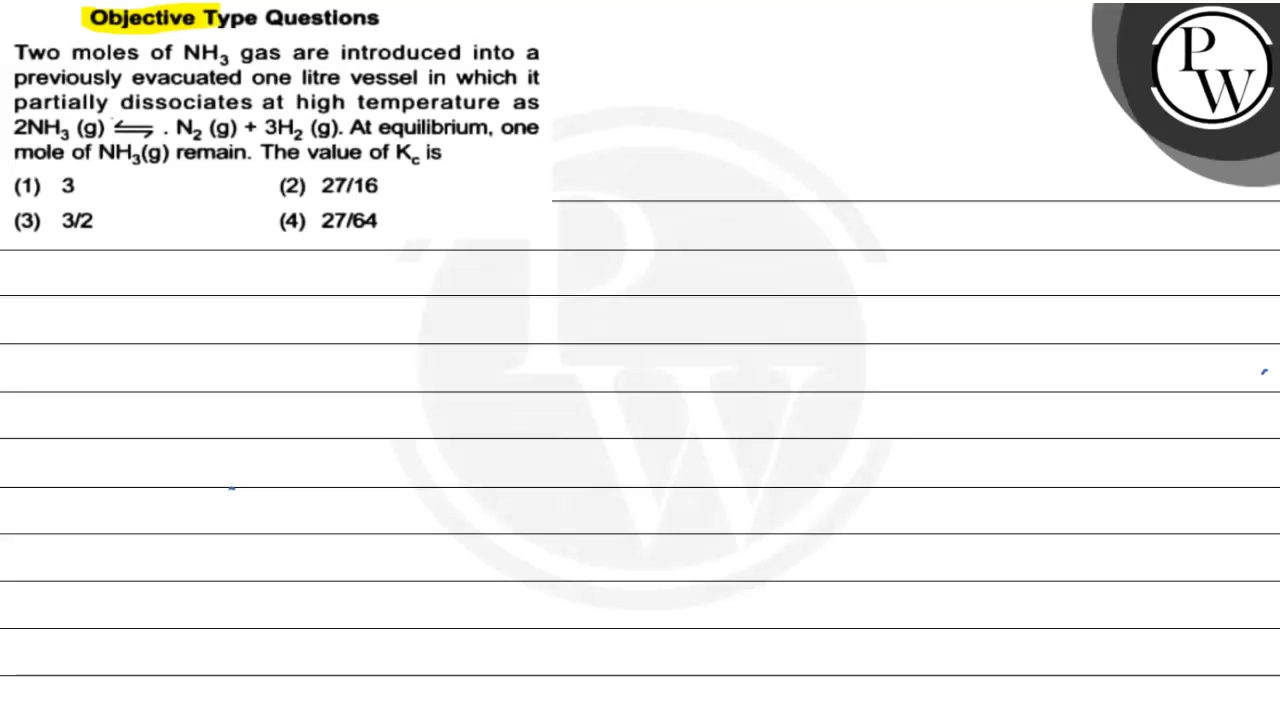 Objective Type Questions
Two moles of NH₃ gas are introduced into a
previously evacuated one litre vessel in which it
partially dissociates at high temperature as
2NH₃ (g) ⇌ . N₂ (g) + 3H₂ (g). At equilibrium, one
mole of NH₃(g) remain. The value of K꜀ is
(1) 3 (2) 27/16
(3) 3/2 (4) 27/64
PW
PW